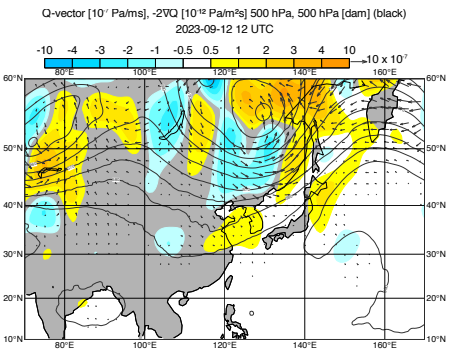 Q-vector [10⁻⁷ Pa/ms], -2∇Q [10⁻¹² Pa/m²s] 500 hPa, 500 hPa [dam] (black)
2023-09-12 12 UTC
-10 -4 -3 -2 -1 -0.5 0.5 1 2 3 4 10
10 x 10⁻⁷
80°E 100°E 120°E 140°E 160°E
60°N 60°N
50°N 50°N
40°N 40°N
30°N 30°N
20°N 20°N
10°N 10°N
80°E 100°E 120°E 140°E 160°E